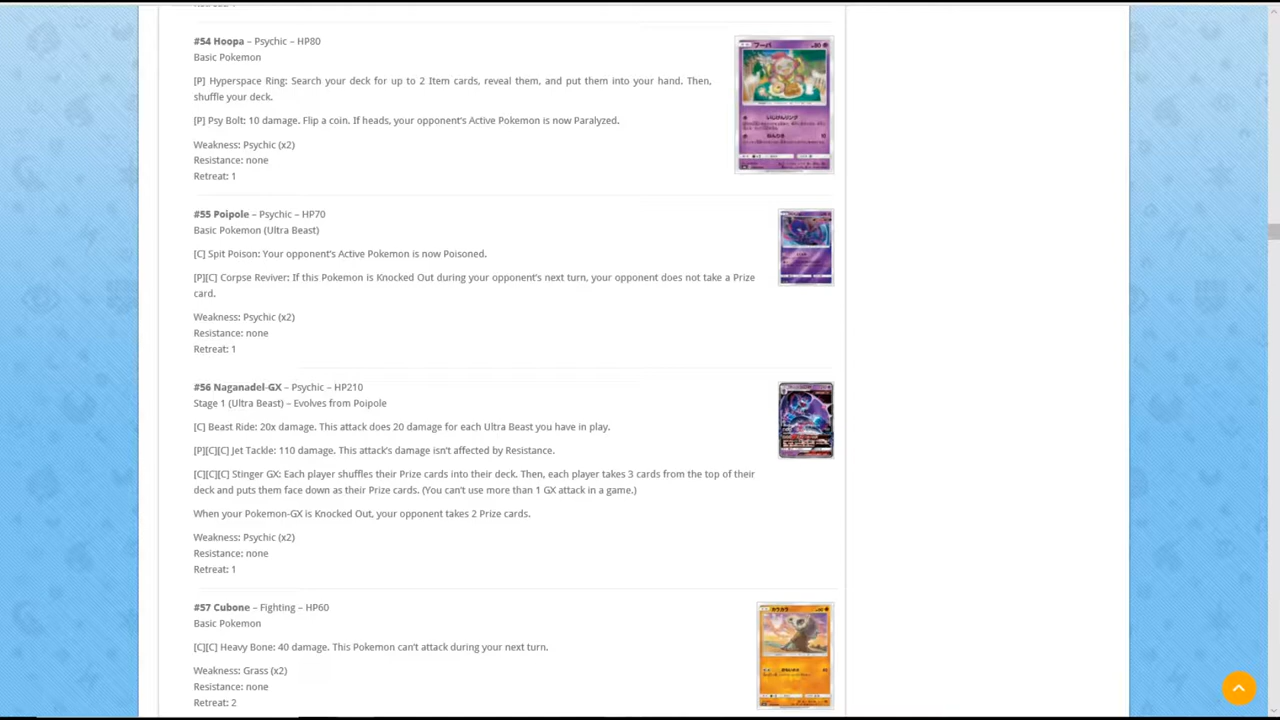 #54 Hoopa – Psychic – HP80
Basic Pokemon
[P] Hyperspace Ring: Search your deck for up to 2 Item cards, reveal them, and put them into your hand. Then,
shuffle your deck.
[P] Psy Bolt: 10 damage. Flip a coin. If heads, your opponent's Active Pokemon is now Paralyzed.
Weakness: Psychic (x2)
Resistance: none
Retreat: 1
フーパ
#55 Poipole – Psychic – HP70
Basic Pokemon (Ultra Beast)
[C] Spit Poison: Your opponent's Active Pokemon is now Poisoned.
[P][C] Corpse Reviver: If this Pokemon is Knocked Out during your opponent's next turn, your opponent does not take a Prize
card.
Weakness: Psychic (x2)
Resistance: none
Retreat: 1
#56 Naganadel-GX – Psychic – HP210
Stage 1 (Ultra Beast) – Evolves from Poipole
[C] Beast Ride: 20x damage. This attack does 20 damage for each Ultra Beast you have in play.
[P][C][C] Jet Tackle: 110 damage. This attack's damage isn't affected by Resistance.
[C][C][C] Stinger GX: Each player shuffles their Prize cards into their deck. Then, each player takes 3 cards from the top of their
deck and puts them face down as their Prize cards. (You can't use more than 1 GX attack in a game.)
When your Pokemon-GX is Knocked Out, your opponent takes 2 Prize cards.
Weakness: Psychic (x2)
Resistance: none
Retreat: 1
#57 Cubone – Fighting – HP60
Basic Pokemon
[C][C] Heavy Bone: 40 damage. This Pokemon can't attack during your next turn.
Weakness: Grass (x2)
Resistance: none
Retreat: 2
カラカラ